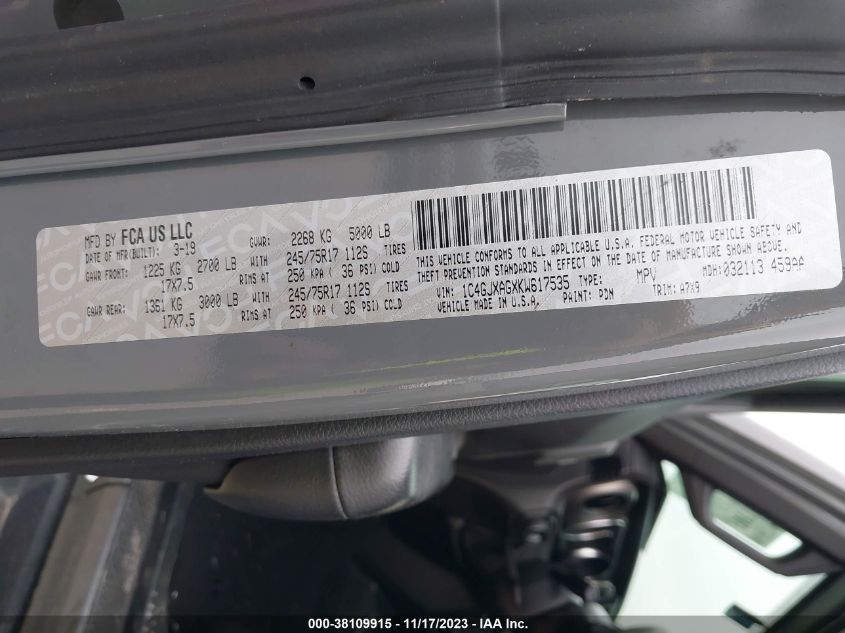 MFD BY FCA US LLC
DATE OF MFR(BUILT): 3-19 GVWR: 2268 KG 5000 LB
GAWR FRONT: 1225 KG 2700 LB WITH 245/75R17 112S TIRES
17X7.5 RIMS AT 250 KPA ( 36 PSI) COLD
GAWR REAR: 1361 KG 3000 LB WITH 245/75R17 112S TIRES
17X7.5 RIMS AT 250 KPA ( 36 PSI) COLD
THIS VEHICLE CONFORMS TO ALL APPLICABLE U.S.A. FEDERAL MOTOR VEHICLE SAFETY AND
THEFT PREVENTION STANDARDS IN EFFECT ON THE DATE OF MANUFACTURE SHOWN ABOVE.
VIN: 1C4GJXAGXKW617535 TYPE: MPV MDH:032113 459AA
MADE IN U.S.A. PAINT: PDN TRIM: A7X9
000-38109915 - 11/17/2023 - IAA Inc.